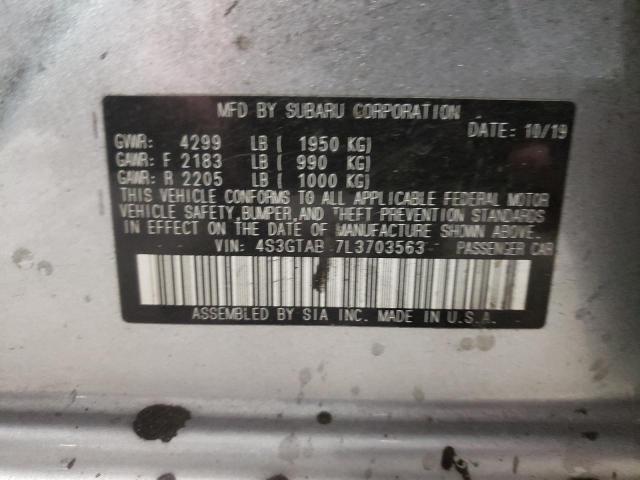 MFD BY SUBARU CORPORATION
DATE: 10/19
GVWR: 4299 LB ( 1950 KG)
GAWR: F 2183 LB ( 990 KG)
GAWR: R 2205 LB ( 1000 KG)
THIS VEHICLE CONFORMS TO ALL APPLICABLE FEDERAL MOTOR
VEHICLE SAFETY,BUMPER,AND THEFT PREVENTION STANDARDS
IN EFFECT ON THE DATE OF MANUFACTURE SHOWN ABOVE.
VIN: 4S3GTAB 7L3703563 PASSENGER CAR
ASSEMBLED BY SIA INC. MADE IN U.S.A.